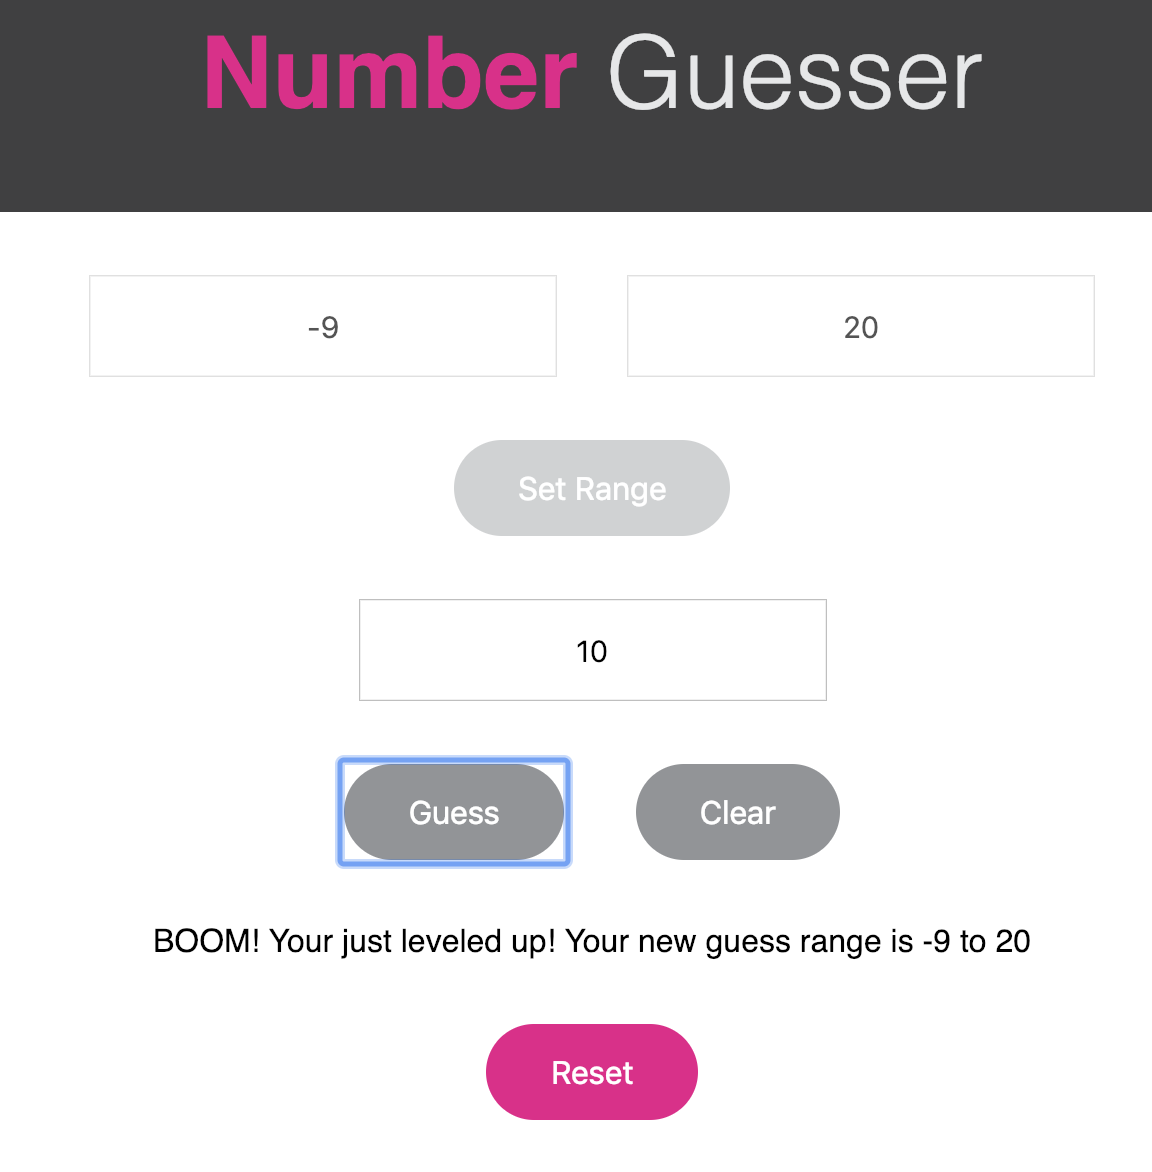 Number Guesser
-9 20
Set Range
10
Guess Clear
BOOM! Your just leveled up! Your new guess range is -9 to 20
Reset